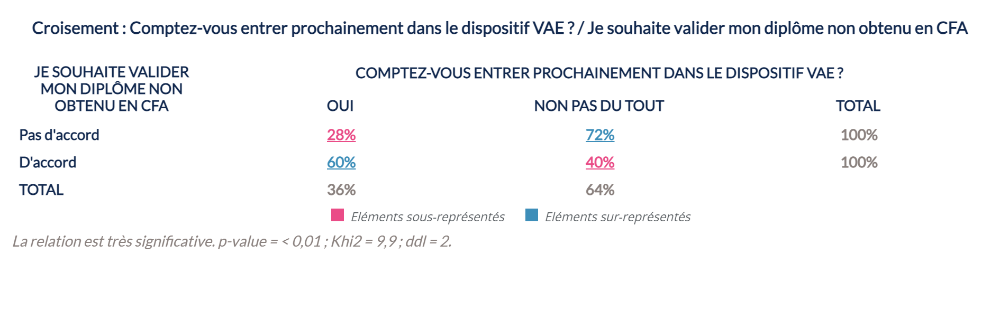 Croisement : Comptez-vous entrer prochainement dans le dispositif VAE ? / Je souhaite valider mon diplôme non obtenu en CFA
JE SOUHAITE VALIDER
MON DIPLÔME NON
OBTENU EN CFA
COMPTEZ-VOUS ENTRER PROCHAINEMENT DANS LE DISPOSITIF VAE ?
OUI NON PAS DU TOUT TOTAL
Pas d'accord 28% 72% 100%
D'accord 60% 40% 100%
TOTAL 36% 64%
Eléments sous-représentés Eléments sur-représentés
La relation est très significative. p-value = < 0,01 ; Khi2 = 9,9 ; ddl = 2.